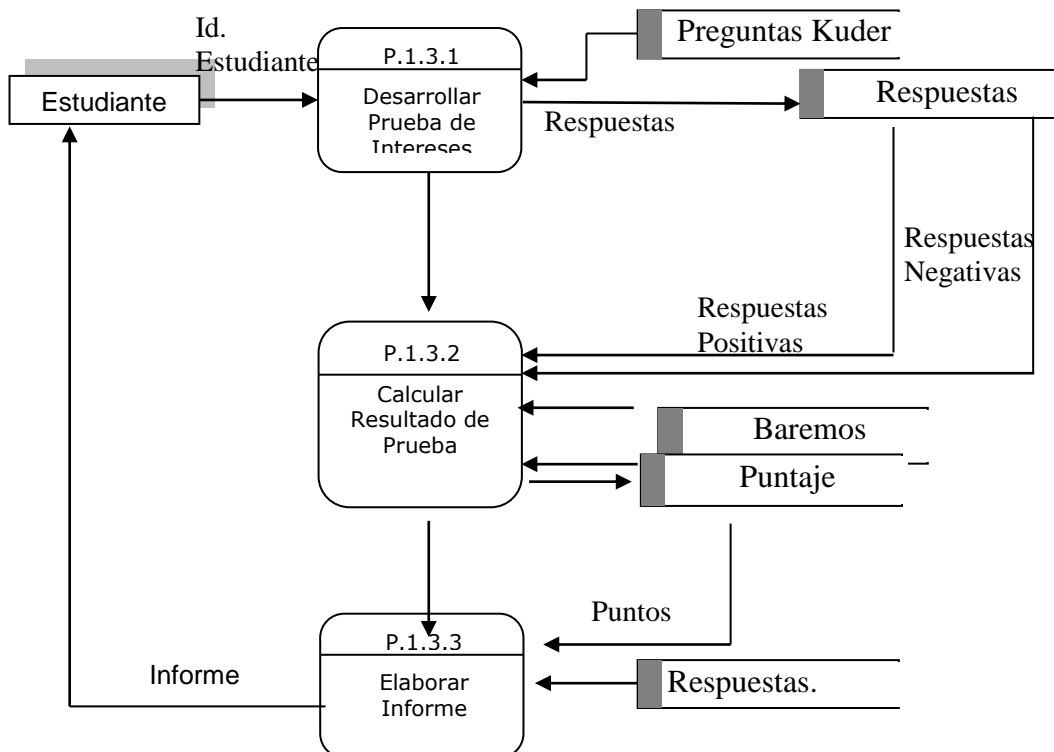 Id.
Estudiante
Estudiante
P.1.3.1
Desarrollar
Prueba de
Intereses
Preguntas Kuder
Respuestas
Respuestas
Respuestas
Negativas
Respuestas
Positivas
P.1.3.2
Calcular
Resultado de
Prueba
Baremos
Puntaje
Puntos
P.1.3.3
Elaborar
Informe
Respuestas.
Informe